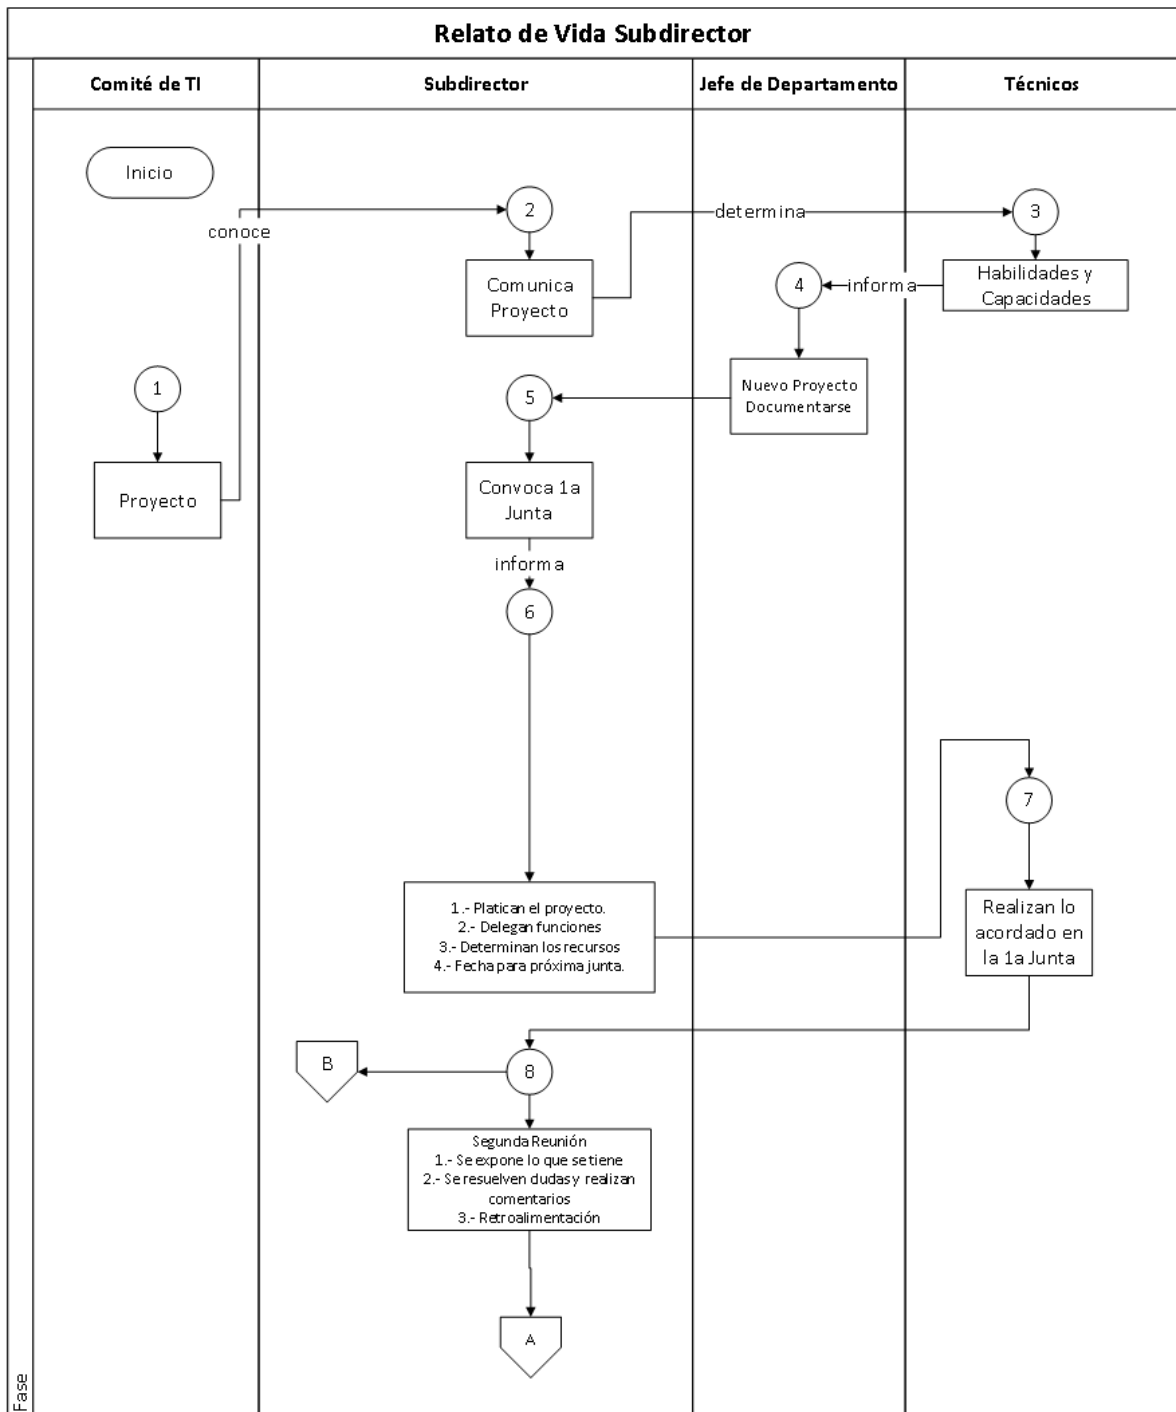 Relato de Vida Subdirector
Comité de TI
Subdirector
Jefe de Departamento
Técnicos
Inicio
conoce
2
Comunica
Proyecto
determina
3
Habilidades y
Capacidades
informa
4
Nuevo Proyecto
Documentarse
1
Proyecto
5
Convoca 1a
Junta
informa
6
7
Realizan lo
acordado en
la 1a Junta
1.- Platican el proyecto.
2.- Delegan funciones
3.- Determinan los recursos
4.- Fecha para próxima junta.
B
8
Segunda Reunión
1.- Se expone lo que se tiene
2.- Se resuelven dudas y realizan
comentarios
3.- Retroalimentación
A
Fase